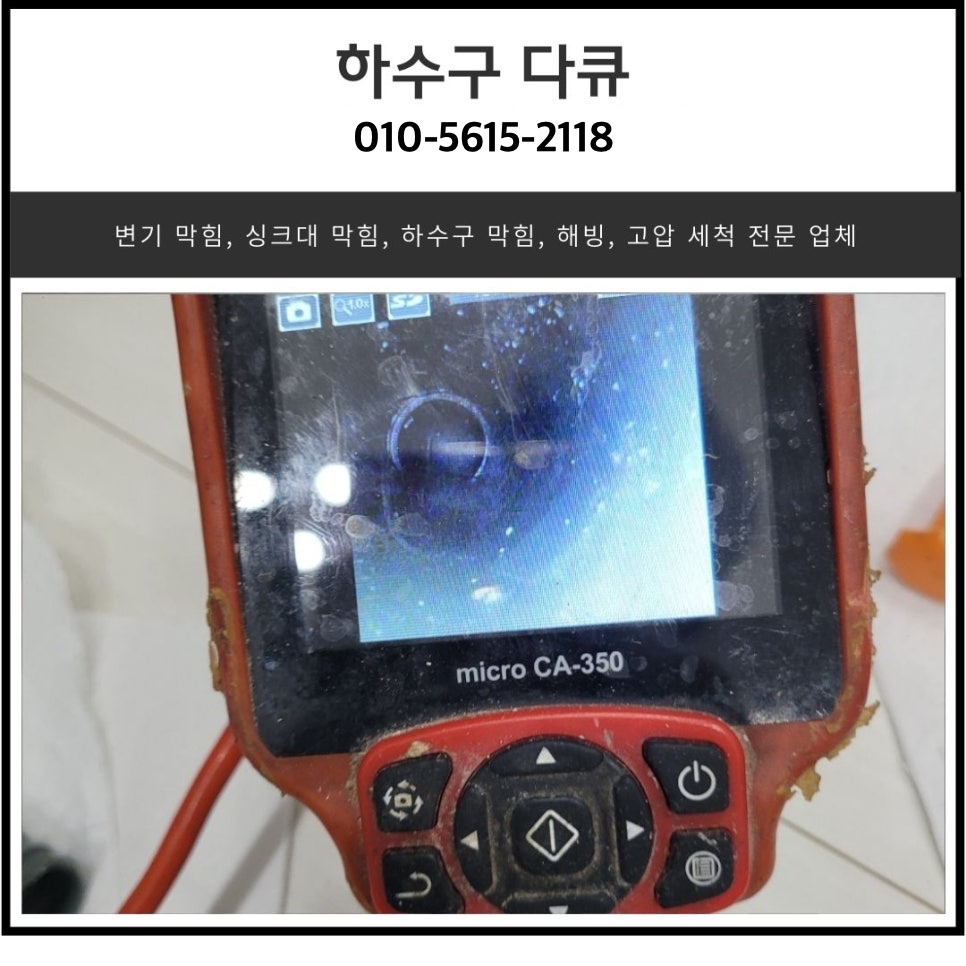 하수구 다큐
010-5615-2118
변기 막힘, 싱크대 막힘, 하수구 막힘, 해빙, 고압 세척 전문 업체
1.0x
SD
micro CA-350